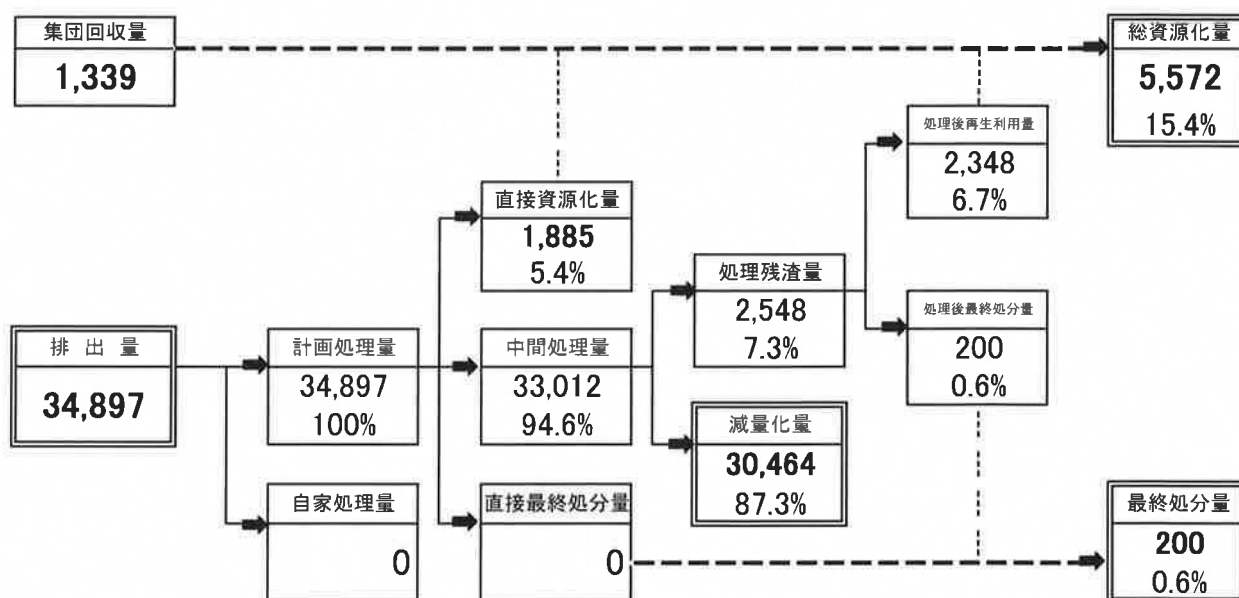 集団回収量
1,339
総資源化量
5,572
15.4%
処理後再生利用量
2,348
6.7%
直接資源化量
1,885
5.4%
処理残渣量
2,548
7.3%
処理後最終処分量
200
0.6%
排 出 量
34,897
計画処理量
34,897
100%
中間処理量
33,012
94.6%
減量化量
30,464
87.3%
自家処理量
0
直接最終処分量
0
最終処分量
200
0.6%